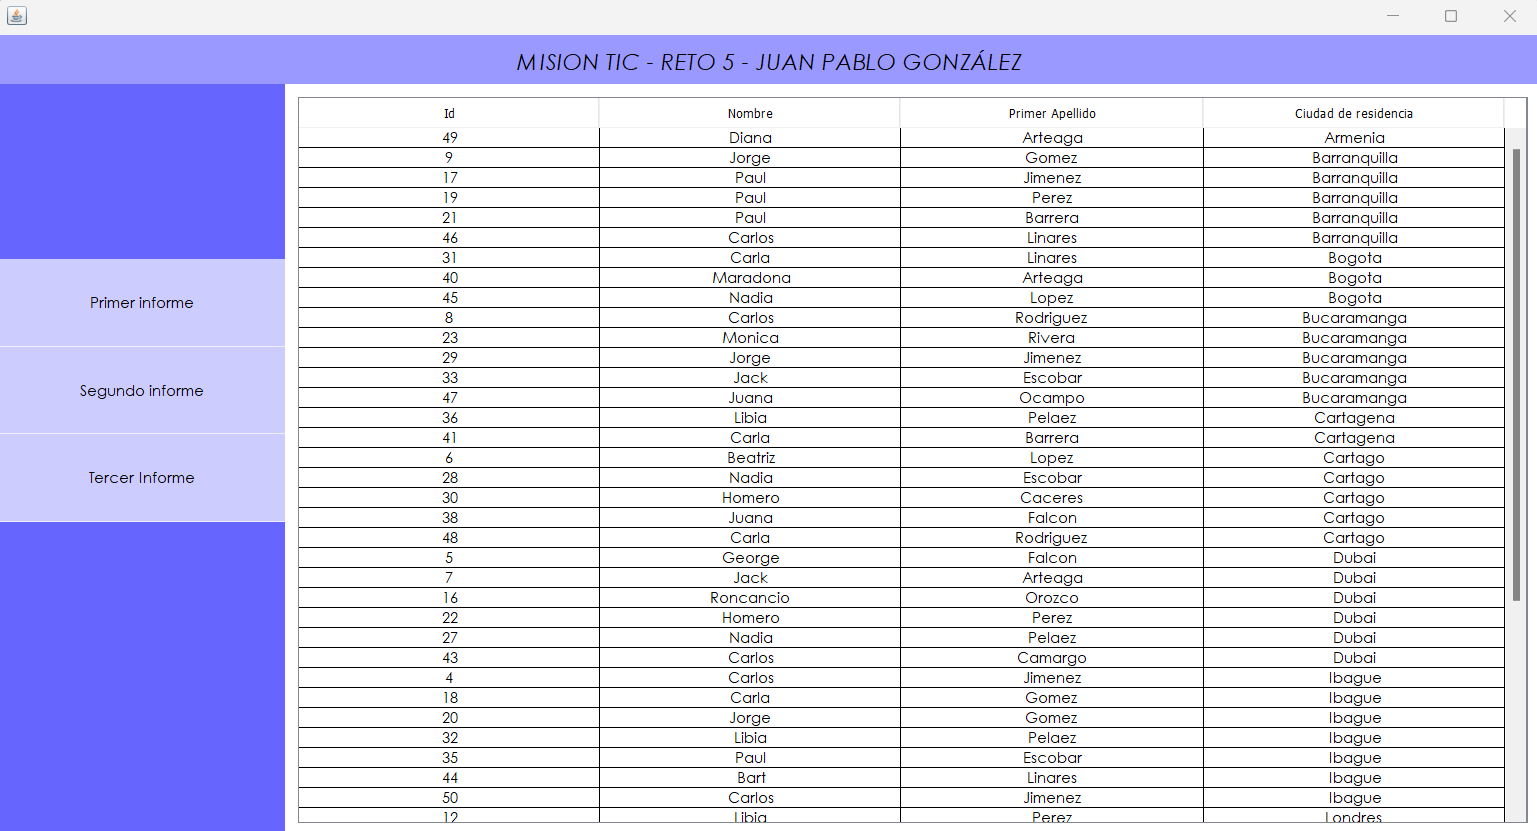 MISION TIC - RETO 5 - JUAN PABLO GONZÁLEZ
Primer informe
Segundo informe
Tercer Informe
Id Nombre Primer Apellido Ciudad de residencia
49 Diana Arteaga Armenia
9 Jorge Gomez Barranquilla
17 Paul Jimenez Barranquilla
19 Paul Perez Barranquilla
21 Paul Barrera Barranquilla
46 Carlos Linares Barranquilla
31 Carla Linares Bogota
40 Maradona Arteaga Bogota
45 Nadia Lopez Bogota
8 Carlos Rodriguez Bucaramanga
23 Monica Rivera Bucaramanga
29 Jorge Jimenez Bucaramanga
33 Jack Escobar Bucaramanga
47 Juana Ocampo Bucaramanga
36 Libia Pelaez Cartagena
41 Carla Barrera Cartagena
6 Beatriz Lopez Cartago
28 Nadia Escobar Cartago
30 Homero Caceres Cartago
38 Juana Falcon Cartago
48 Carla Rodriguez Cartago
5 George Falcon Dubai
7 Jack Arteaga Dubai
16 Roncancio Orozco Dubai
22 Homero Perez Dubai
27 Nadia Pelaez Dubai
43 Carlos Camargo Dubai
4 Carlos Jimenez Ibague
18 Carla Gomez Ibague
20 Jorge Gomez Ibague
32 Libia Pelaez Ibague
35 Paul Escobar Ibague
44 Bart Linares Ibague
50 Carlos Jimenez Ibague
12 Libia Perez Londres